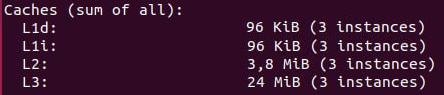 Caches (sum of all):
L1d: 96 KiB (3 instances)
L1i: 96 KiB (3 instances)
L2: 3,8 MiB (3 instances)
L3: 24 MiB (3 instances)